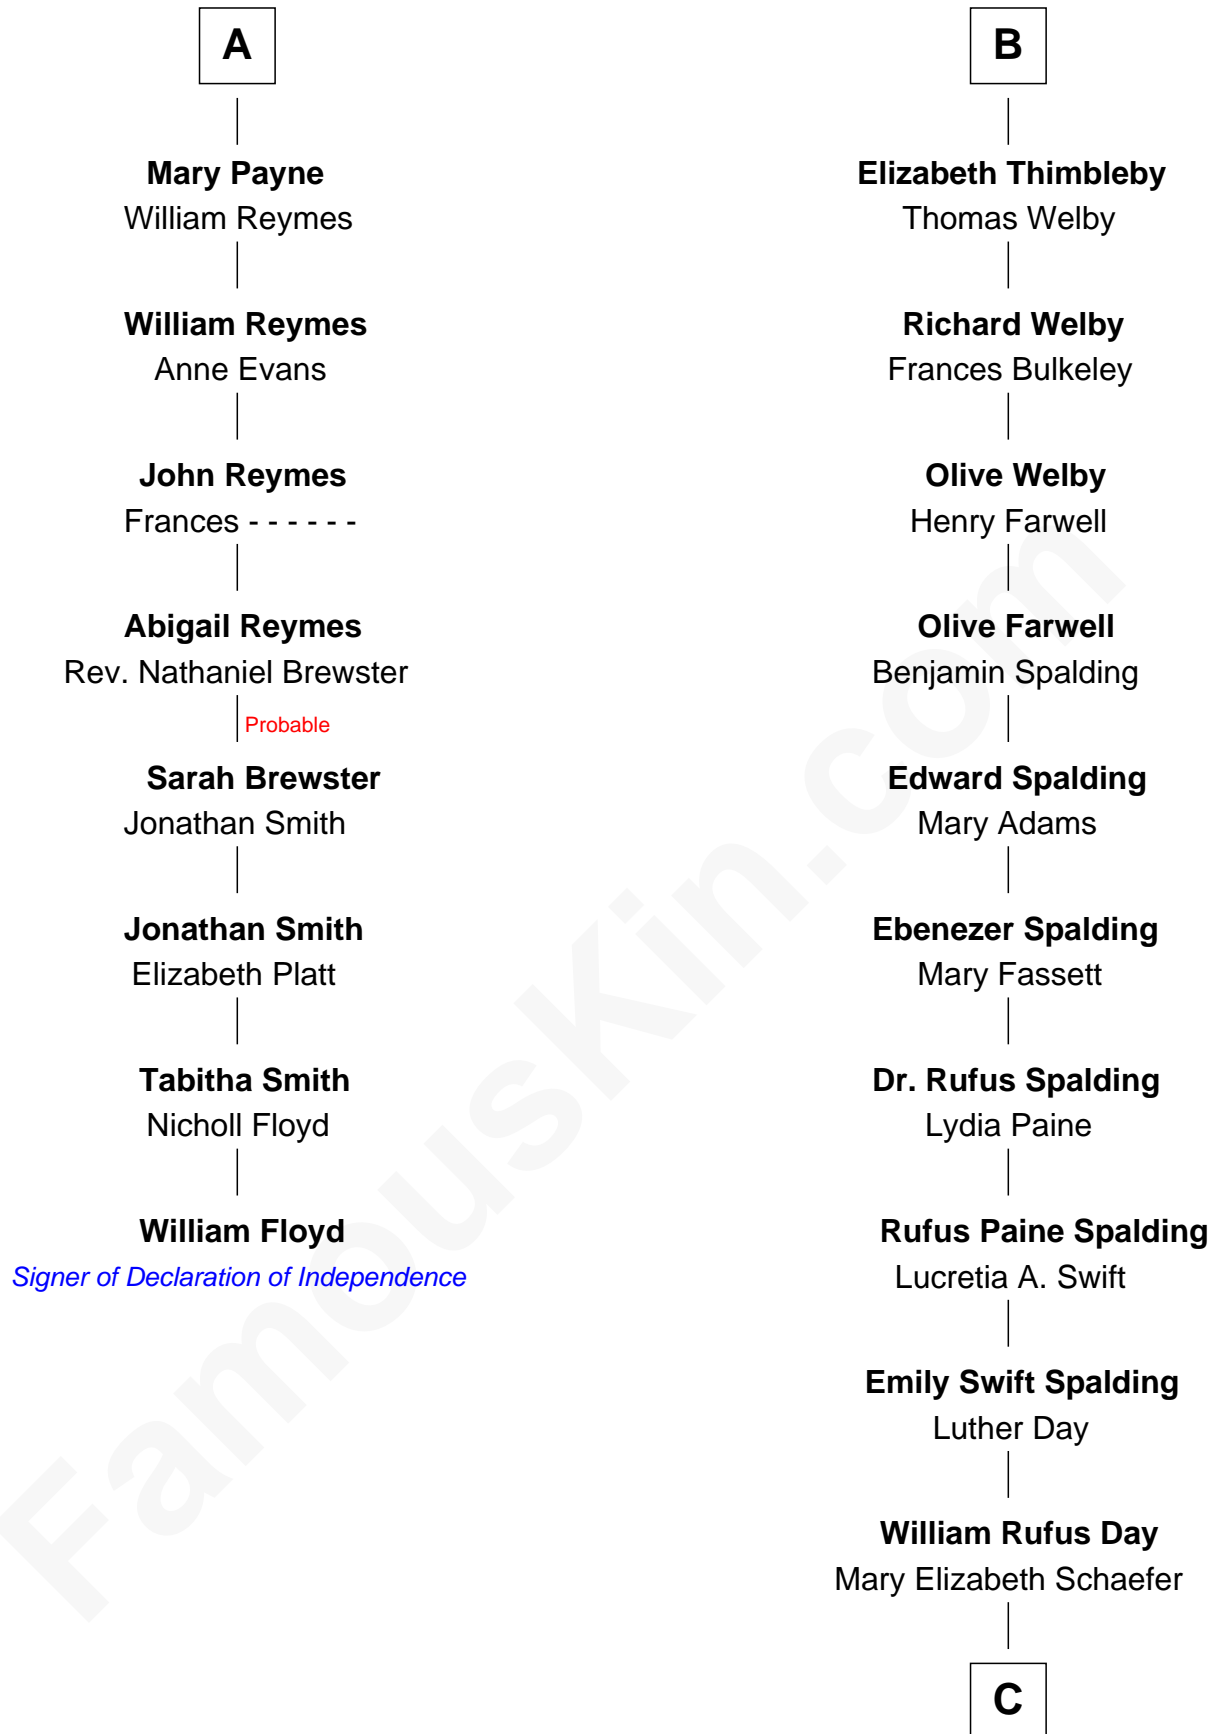 A
Mary Payne
William Reymes
William Reymes
Anne Evans
John Reymes
Frances - - - - - -
Abigail Reymes
Rev. Nathaniel Brewster
Probable
Sarah Brewster
Jonathan Smith
Jonathan Smith
Elizabeth Platt
Tabitha Smith
Nicholl Floyd
William Floyd
Signer of Declaration of Independence
B
Elizabeth Thimbleby
Thomas Welby
Richard Welby
Frances Bulkeley
Olive Welby
Henry Farwell
Olive Farwell
Benjamin Spalding
Edward Spalding
Mary Adams
Ebenezer Spalding
Mary Fassett
Dr. Rufus Spalding
Lydia Paine
Rufus Paine Spalding
Lucretia A. Swift
Emily Swift Spalding
Luther Day
William Rufus Day
Mary Elizabeth Schaefer
C
FamousKin.com